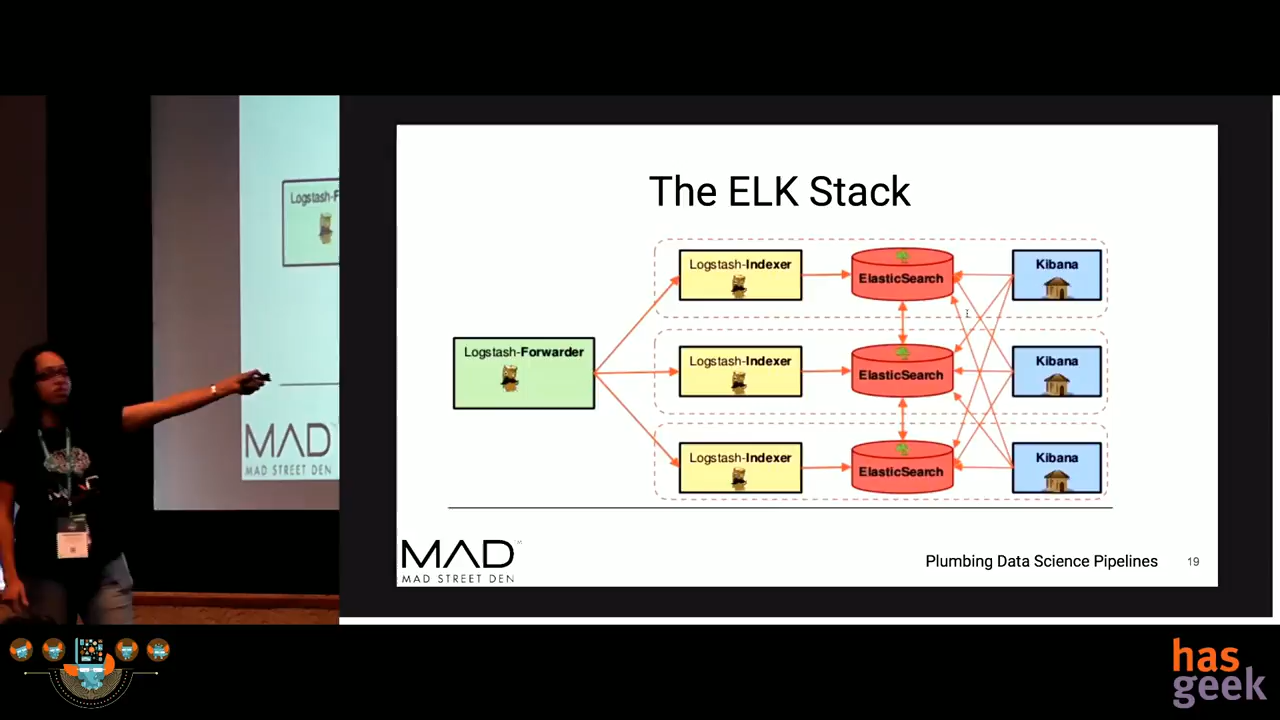 The ELK Stack
Logstash-Forwarder
Logstash-Indexer
ElasticSearch
Kibana
Logstash-Indexer
ElasticSearch
Kibana
Logstash-Indexer
ElasticSearch
Kibana
MAD
MAD STREET DEN
Plumbing Data Science Pipelines
19
Logstash-F
MAD
MAD STREET DEN
has
geek